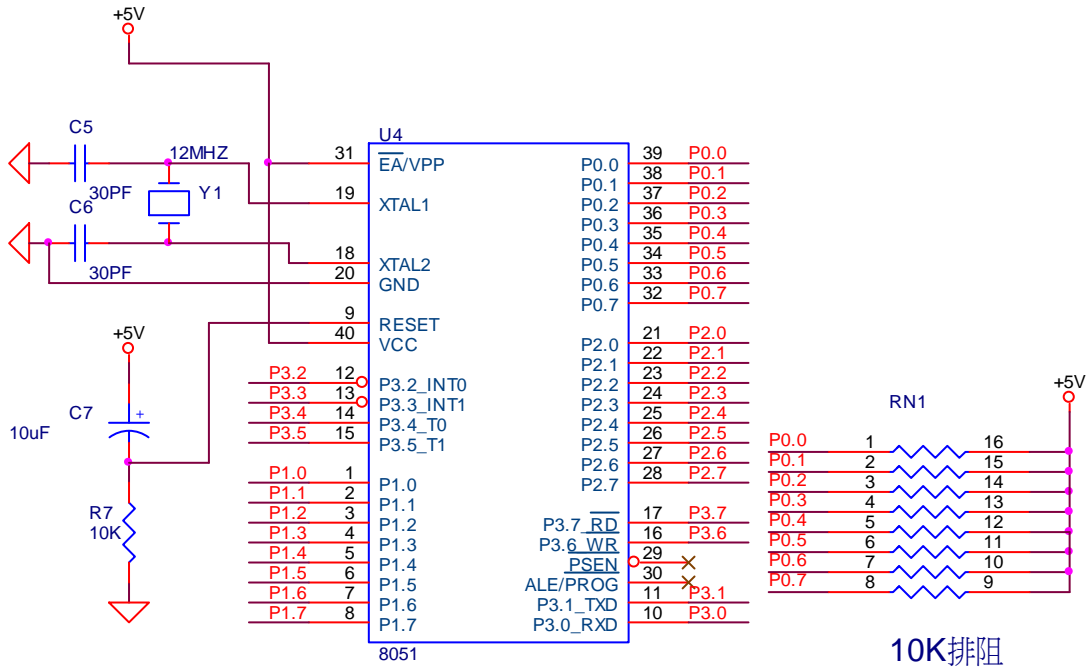 +5V
C5
12MHZ
30PF
Y1
C6
30PF
+5V
C7
+
10uF
R7
10K
U4
31 EA/VPP
19 XTAL1
18 XTAL2
20 GND
9 RESET
40 VCC
P3.2 12 P3.2_INT0
P3.3 13 P3.3_INT1
P3.4 14 P3.4_T0
P3.5 15 P3.5_T1
P1.0 1 P1.0
P1.1 2 P1.1
P1.2 3 P1.2
P1.3 4 P1.3
P1.4 5 P1.4
P1.5 6 P1.5
P1.6 7 P1.6
P1.7 8 P1.7
P0.0 39 P0.0
P0.1 38 P0.1
P0.2 37 P0.2
P0.3 36 P0.3
P0.4 35 P0.4
P0.5 34 P0.5
P0.6 33 P0.6
P0.7 32 P0.7
P2.0 21 P2.0
P2.1 22 P2.1
P2.2 23 P2.2
P2.3 24 P2.3
P2.4 25 P2.4
P2.5 26 P2.5
P2.6 27 P2.6
P2.7 28 P2.7
P3.7_RD 17 P3.7
P3.6_WR 16 P3.6
PSEN 29
ALE/PROG 30
P3.1_TXD 11 P3.1
P3.0_RXD 10 P3.0
8051
+5V
RN1
P0.0 1 16
P0.1 2 15
P0.2 3 14
P0.3 4 13
P0.4 5 12
P0.5 6 11
P0.6 7 10
P0.7 8 9
10K排阻